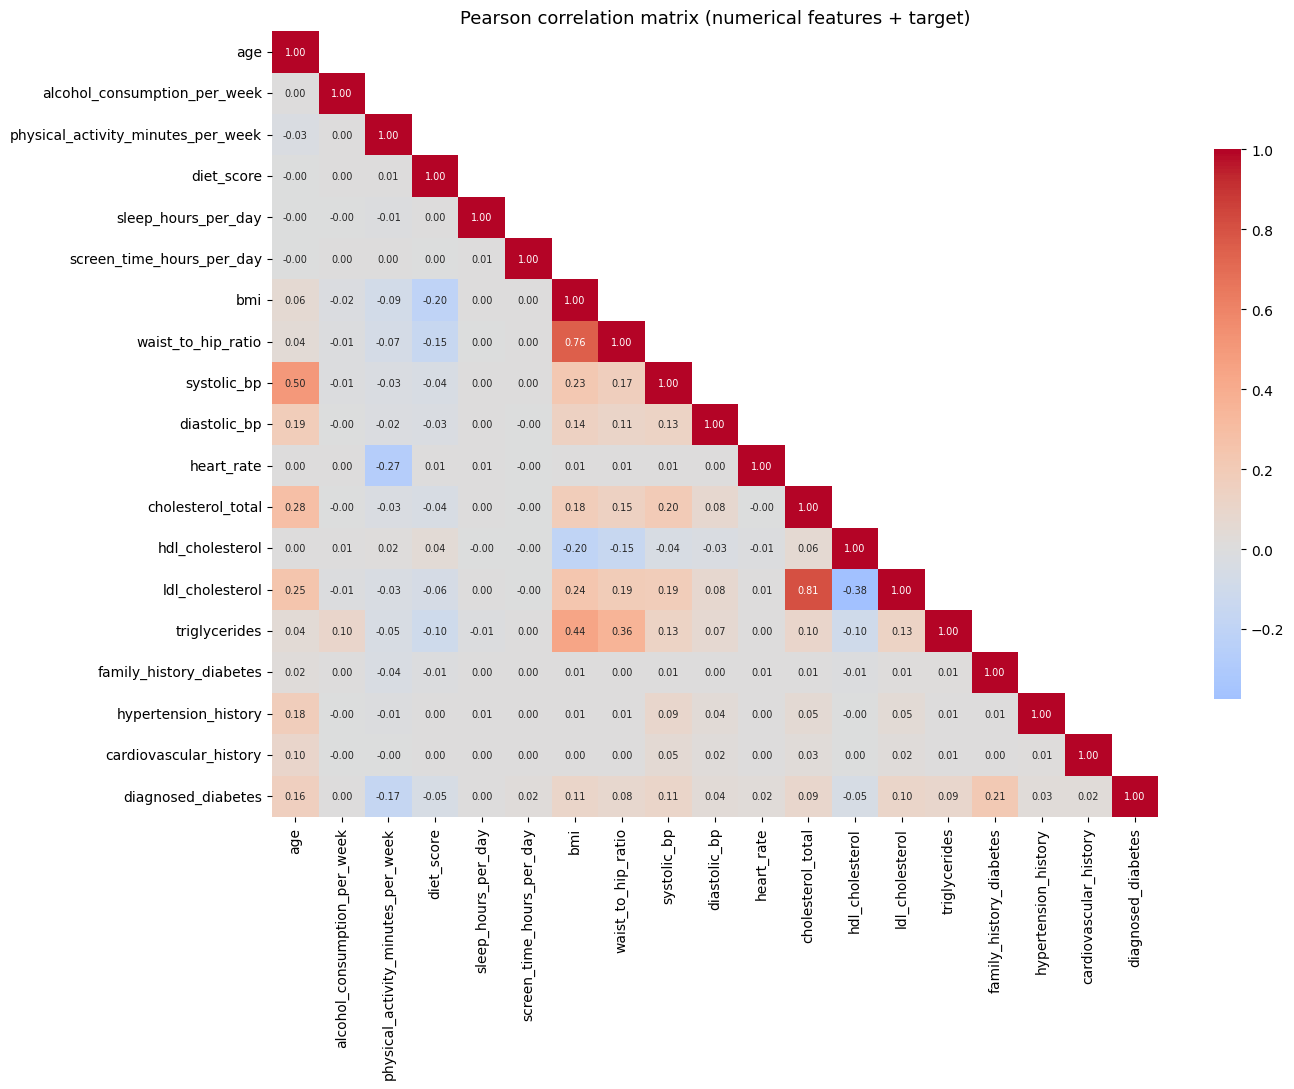 Pearson correlation matrix (numerical features + target)
age 1.00
alcohol_consumption_per_week 0.00 1.00
physical_activity_minutes_per_week -0.03 0.00 1.00
diet_score -0.00 0.00 0.01 1.00
sleep_hours_per_day -0.00 -0.00 -0.01 0.00 1.00
screen_time_hours_per_day -0.00 0.00 0.00 0.00 0.01 1.00
bmi 0.06 -0.02 -0.09 -0.20 0.00 0.00 1.00
waist_to_hip_ratio 0.04 -0.01 -0.07 -0.15 0.00 0.00 0.76 1.00
systolic_bp 0.50 -0.01 -0.03 -0.04 0.00 0.00 0.23 0.17 1.00
diastolic_bp 0.19 -0.00 -0.02 -0.03 0.00 -0.00 0.14 0.11 0.13 1.00
heart_rate 0.00 0.00 -0.27 0.01 0.01 -0.00 0.01 0.01 0.01 0.00 1.00
cholesterol_total 0.28 -0.00 -0.03 -0.04 0.00 -0.00 0.18 0.15 0.20 0.08 -0.00 1.00
hdl_cholesterol 0.00 0.01 0.02 0.04 -0.00 -0.00 -0.20 -0.15 -0.04 -0.03 -0.01 0.06 1.00
ldl_cholesterol 0.25 -0.01 -0.03 -0.06 0.00 -0.00 0.24 0.19 0.19 0.08 0.01 0.81 -0.38 1.00
triglycerides 0.04 0.10 -0.05 -0.10 -0.01 0.00 0.44 0.36 0.13 0.07 0.00 0.10 -0.10 0.13 1.00
family_history_diabetes 0.02 0.00 -0.04 -0.01 0.00 0.00 0.01 0.00 0.01 0.00 0.01 0.01 -0.01 0.01 0.01 1.00
hypertension_history 0.18 -0.00 -0.01 0.00 0.01 0.00 0.01 0.01 0.09 0.04 0.00 0.05 -0.00 0.05 0.01 0.01 1.00
cardiovascular_history 0.10 -0.00 -0.00 0.00 0.00 0.00 0.00 0.00 0.05 0.02 0.00 0.03 0.00 0.02 0.01 0.00 0.01 1.00
diagnosed_diabetes 0.16 0.00 -0.17 -0.05 0.00 0.02 0.11 0.08 0.11 0.04 0.02 0.09 -0.05 0.10 0.09 0.21 0.03 0.02 1.00
age
alcohol_consumption_per_week
physical_activity_minutes_per_week
diet_score
sleep_hours_per_day
screen_time_hours_per_day
bmi
waist_to_hip_ratio
systolic_bp
diastolic_bp
heart_rate
cholesterol_total
hdl_cholesterol
ldl_cholesterol
triglycerides
family_history_diabetes
hypertension_history
cardiovascular_history
diagnosed_diabetes
1.0
0.8
0.6
0.4
0.2
0.0
−0.2